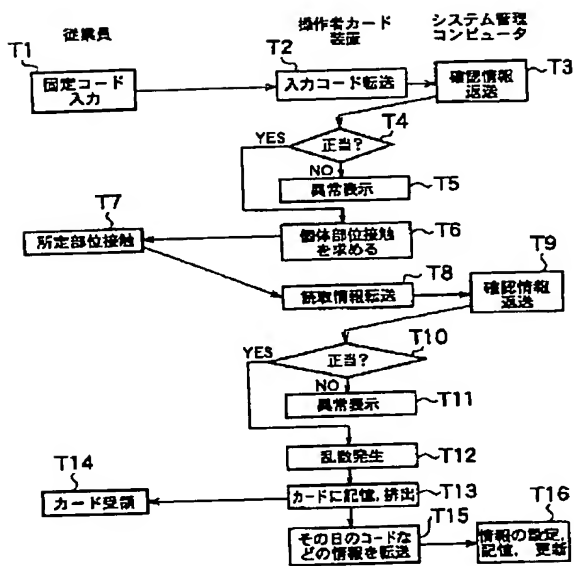 従業員
操作者カード
装置
システム管理
コンピュータ
T1
T2
T3
固定コード
入力
入力コード転送
確認情報
返送
T4
YES
正当?
NO
T5
異常表示
T7
T6
T9
所定部位接触
個体部位接触
を求める
T8
読取情報転送
確認情報
返送
T10
YES
正当?
NO
異常表示
T11
乱数発生
T12
T14
カード受領
カードに記憶,排出
T13
T15
T16
その日のコードな
どの情報を転送
情報の設定,
記憶, 更新